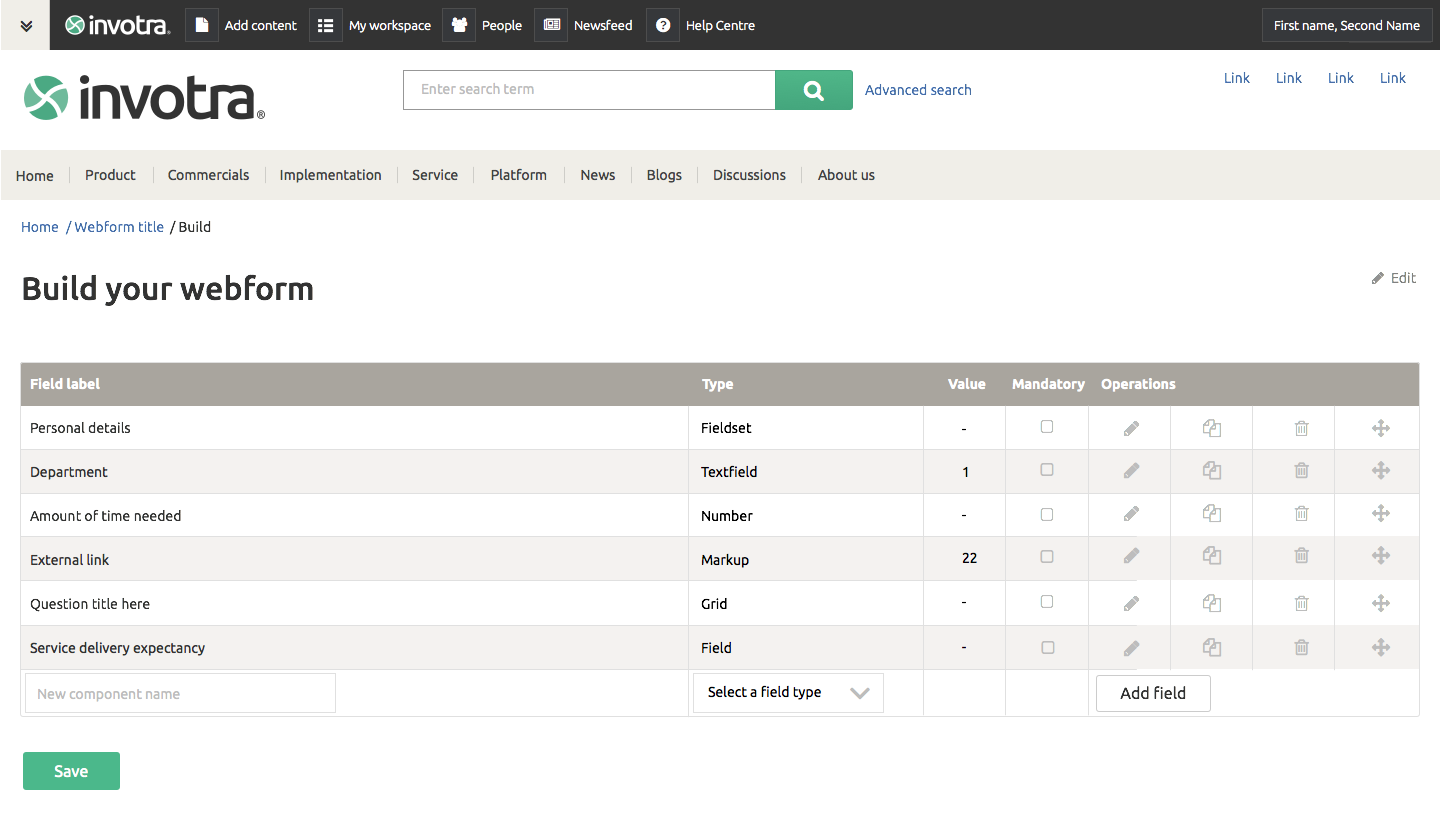 invotra Add content My workspace People Newsfeed ? Help Centre First name, Second Name
invotra® Enter search term Advanced search Link Link Link Link
Home Product Commercials Implementation Service Platform News Blogs Discussions About us
Home / Webform title / Build
Build your webform Edit
Field label Type Value Mandatory Operations
Personal details Fieldset -
Department Textfield 1
Amount of time needed Number -
External link Markup 22
Question title here Grid -
Service delivery expectancy Field -
New component name Select a field type Add field
Save